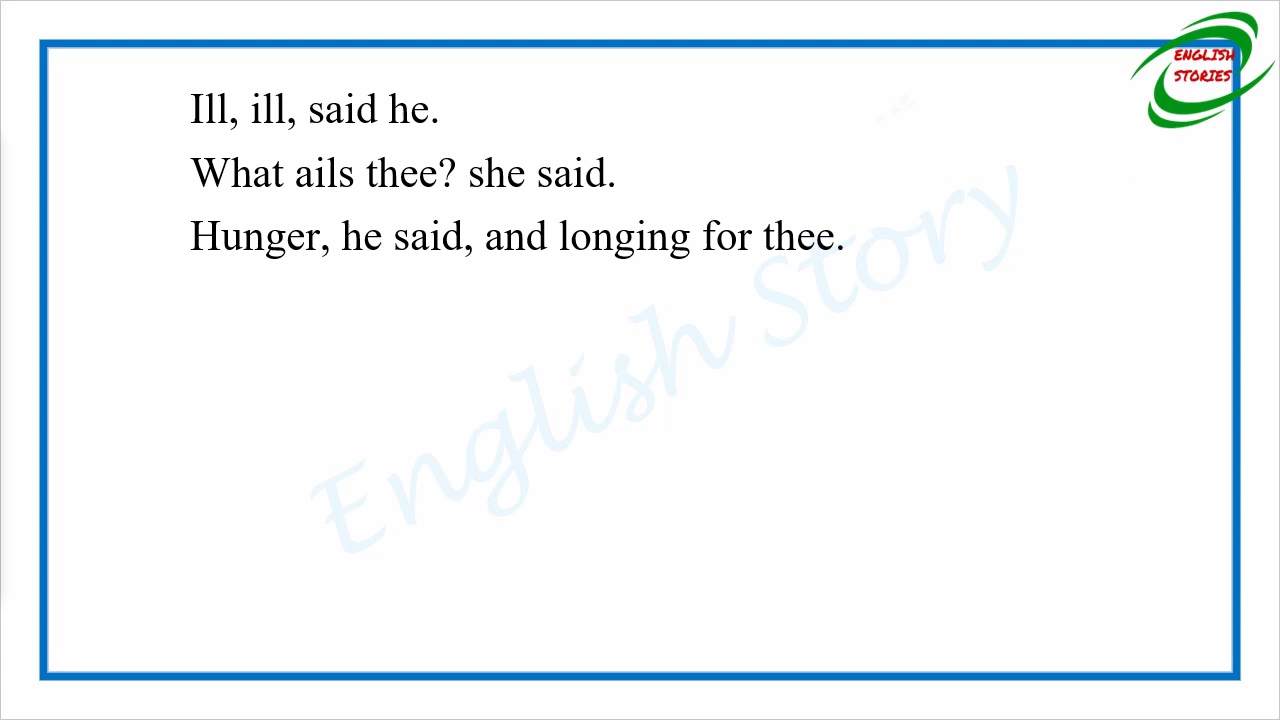 ENGLISH
STORIES
Ill, ill, said he.
What ails thee? she said.
Hunger, he said, and longing for thee.
English Story